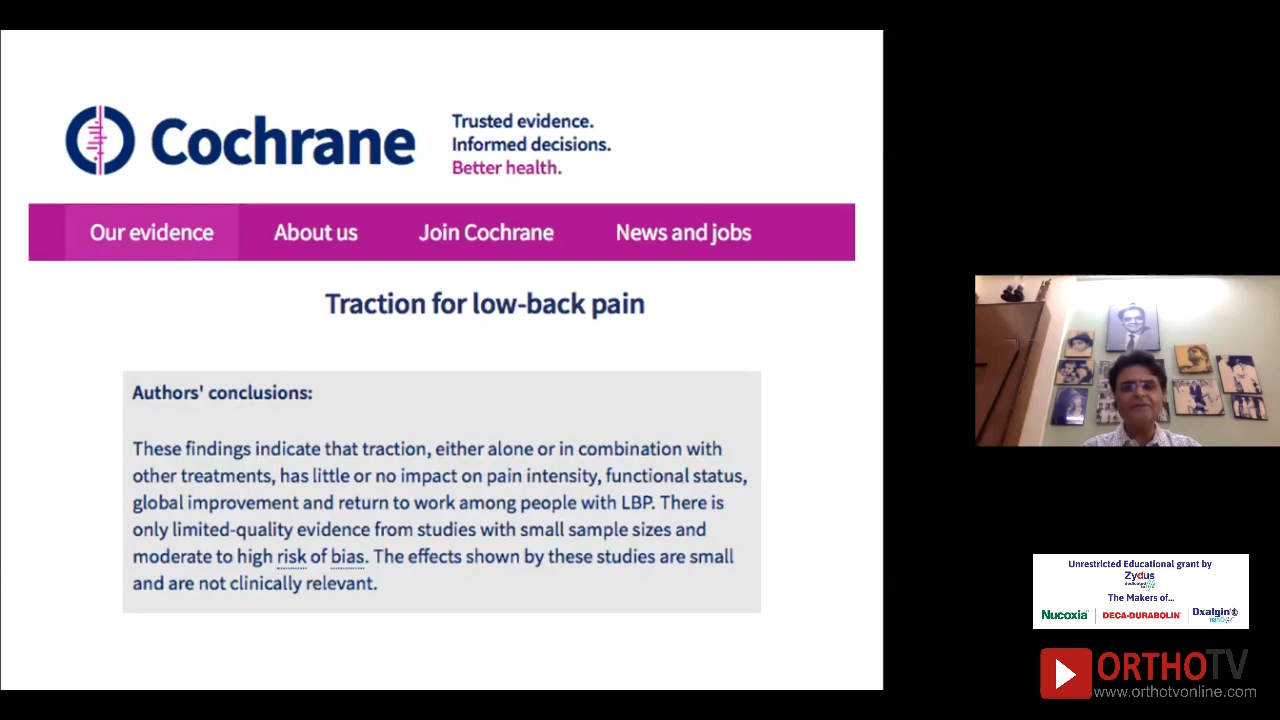 Cochrane
Trusted evidence.
Informed decisions.
Better health.
Our evidence
About us
Join Cochrane
News and jobs
Traction for low-back pain
Authors' conclusions:
These findings indicate that traction, either alone or in combination with
other treatments, has little or no impact on pain intensity, functional status,
global improvement and return to work among people with LBP. There is
only limited-quality evidence from studies with small sample sizes and
moderate to high risk of bias. The effects shown by these studies are small
and are not clinically relevant.
Unrestricted Educational grant by
Zydus
dedicated
The Makers of...
Nucoxia
DECA-DURABOLIN
Dxalgin
ORTHOTV
www.orthotvonline.com